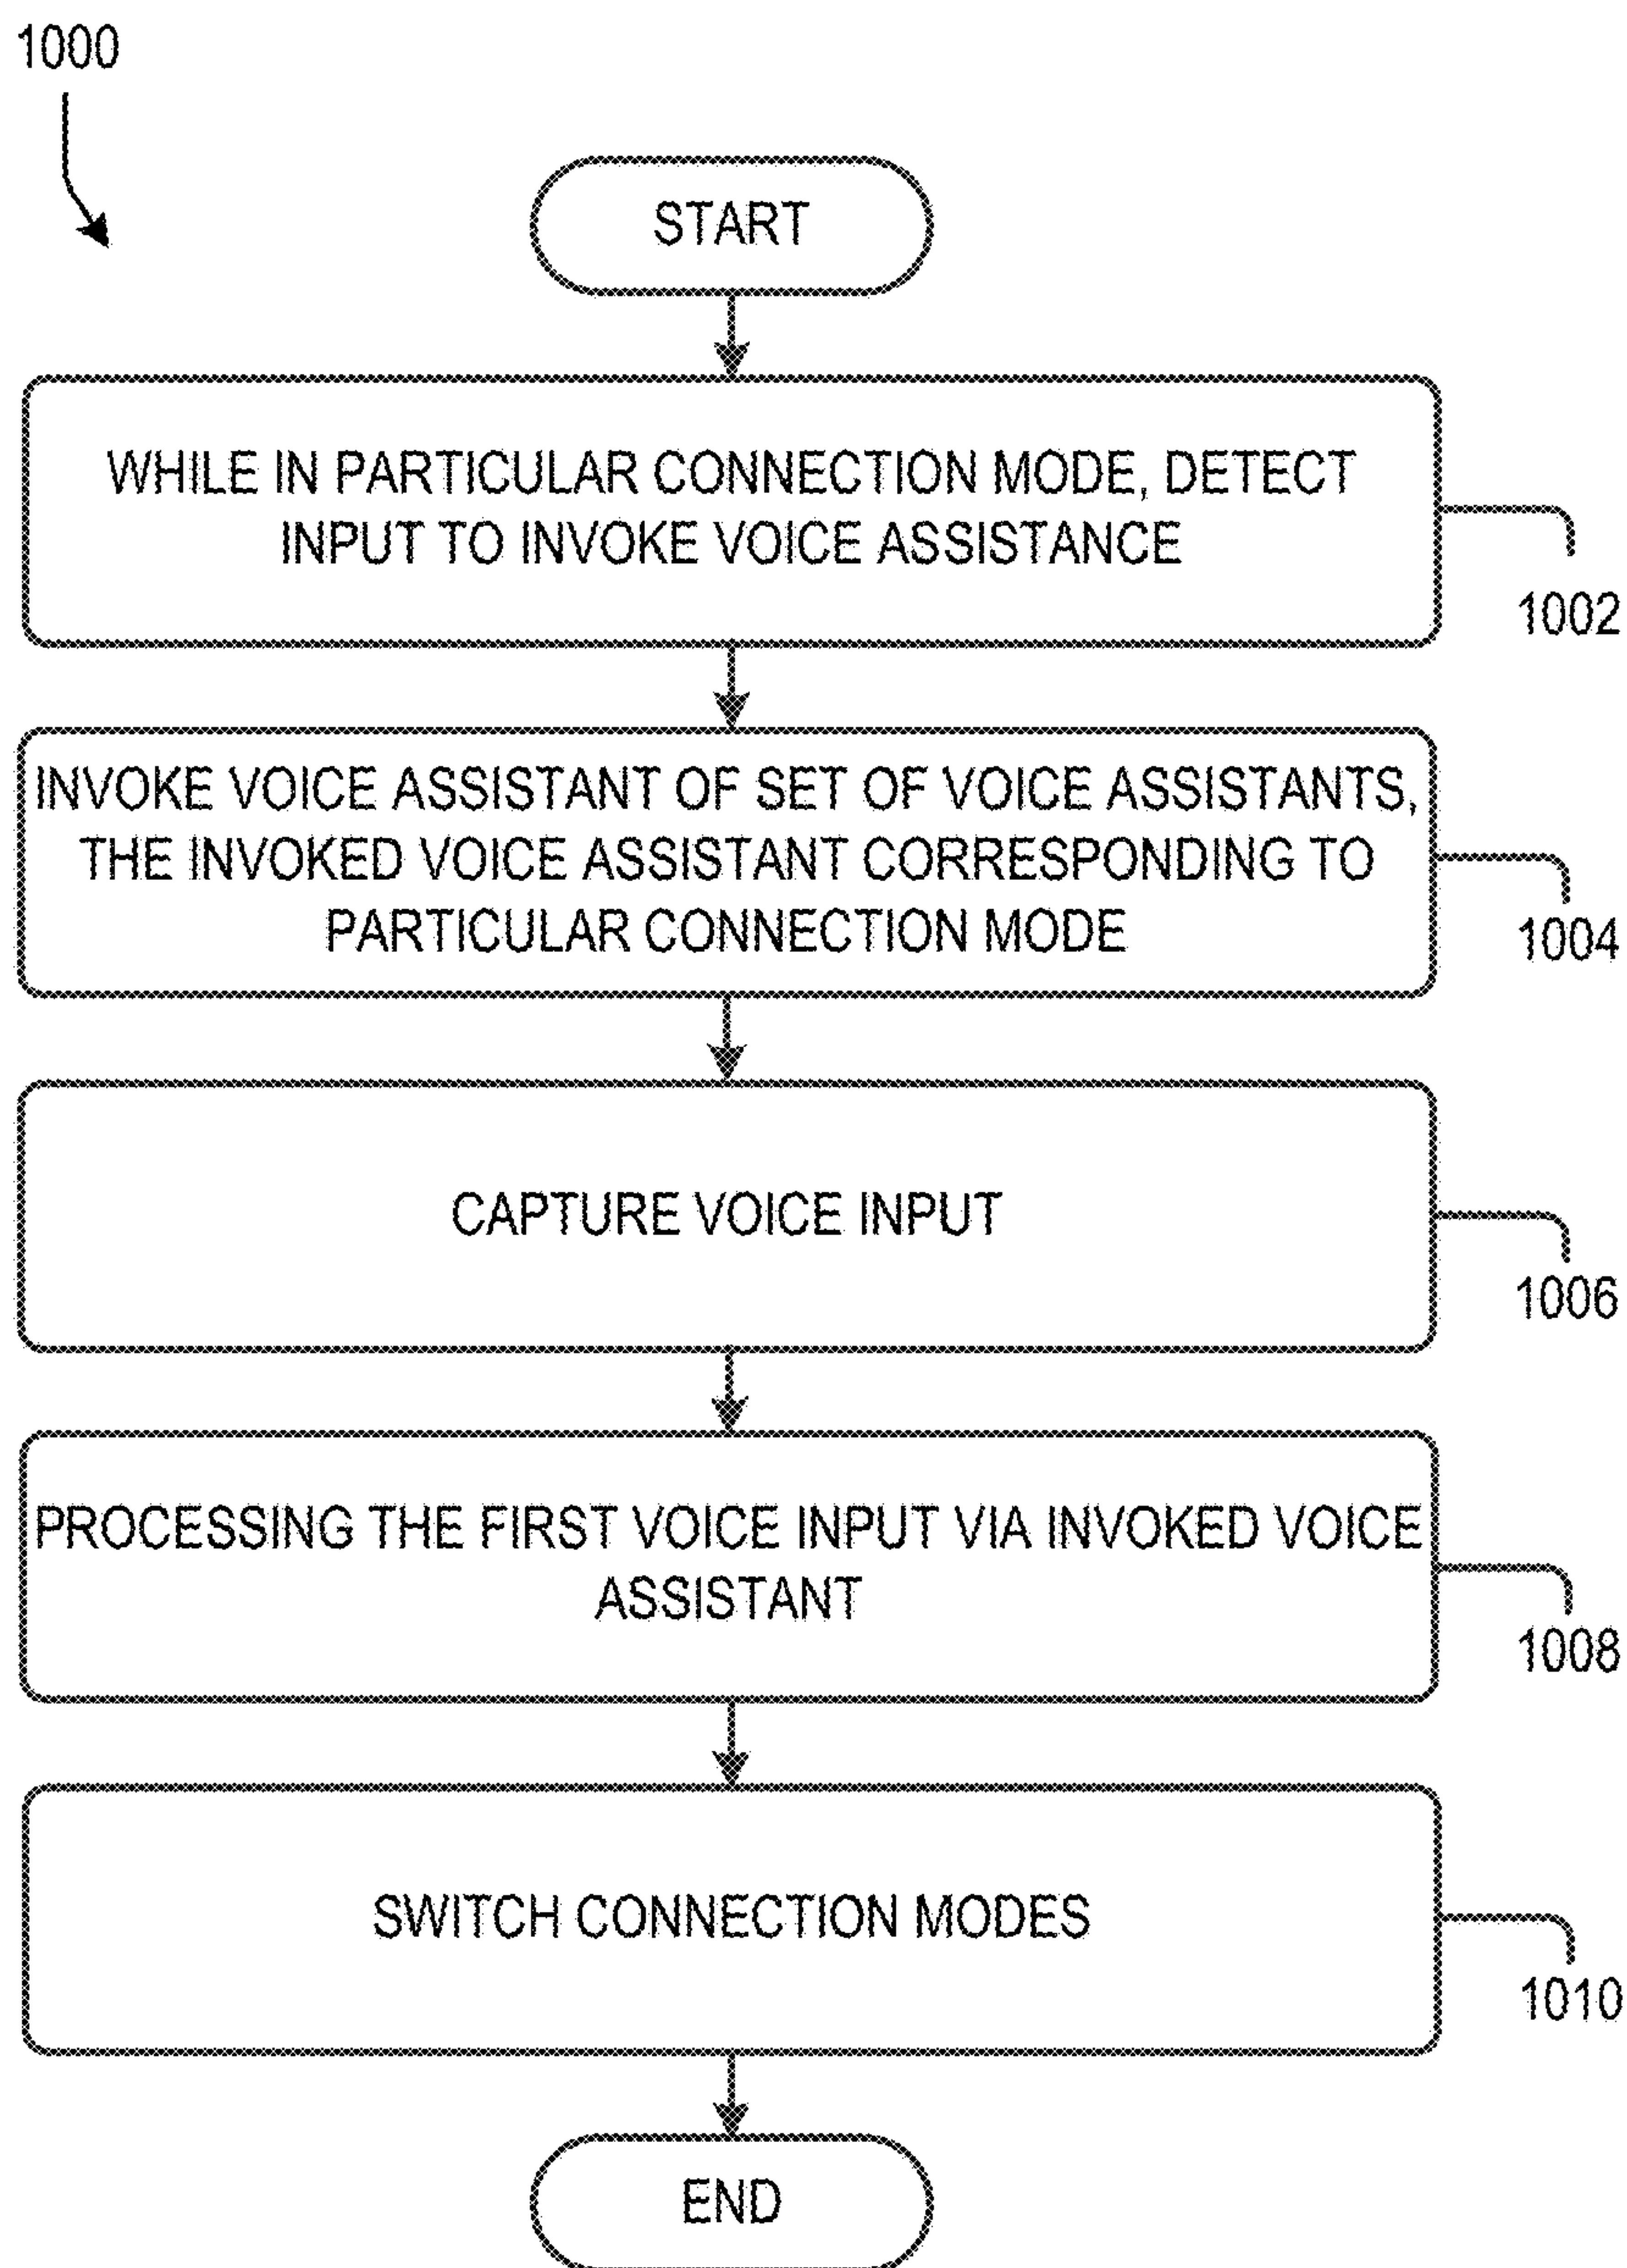 1000
START
WHILE IN PARTICULAR CONNECTION MODE, DETECT
INPUT TO INVOKE VOICE ASSISTANCE
1002
INVOKE VOICE ASSISTANT OF SET OF VOICE ASSISTANTS,
THE INVOKED VOICE ASSISTANT CORRESPONDING TO
PARTICULAR CONNECTION MODE
1004
CAPTURE VOICE INPUT
1006
PROCESSING THE FIRST VOICE INPUT VIA INVOKED VOICE
ASSISTANT
1008
SWITCH CONNECTION MODES
1010
END